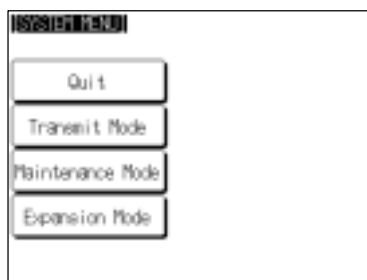 [SYSTEM MENU]
Quit
Transmit Mode
Maintenance Mode
Expansion Mode